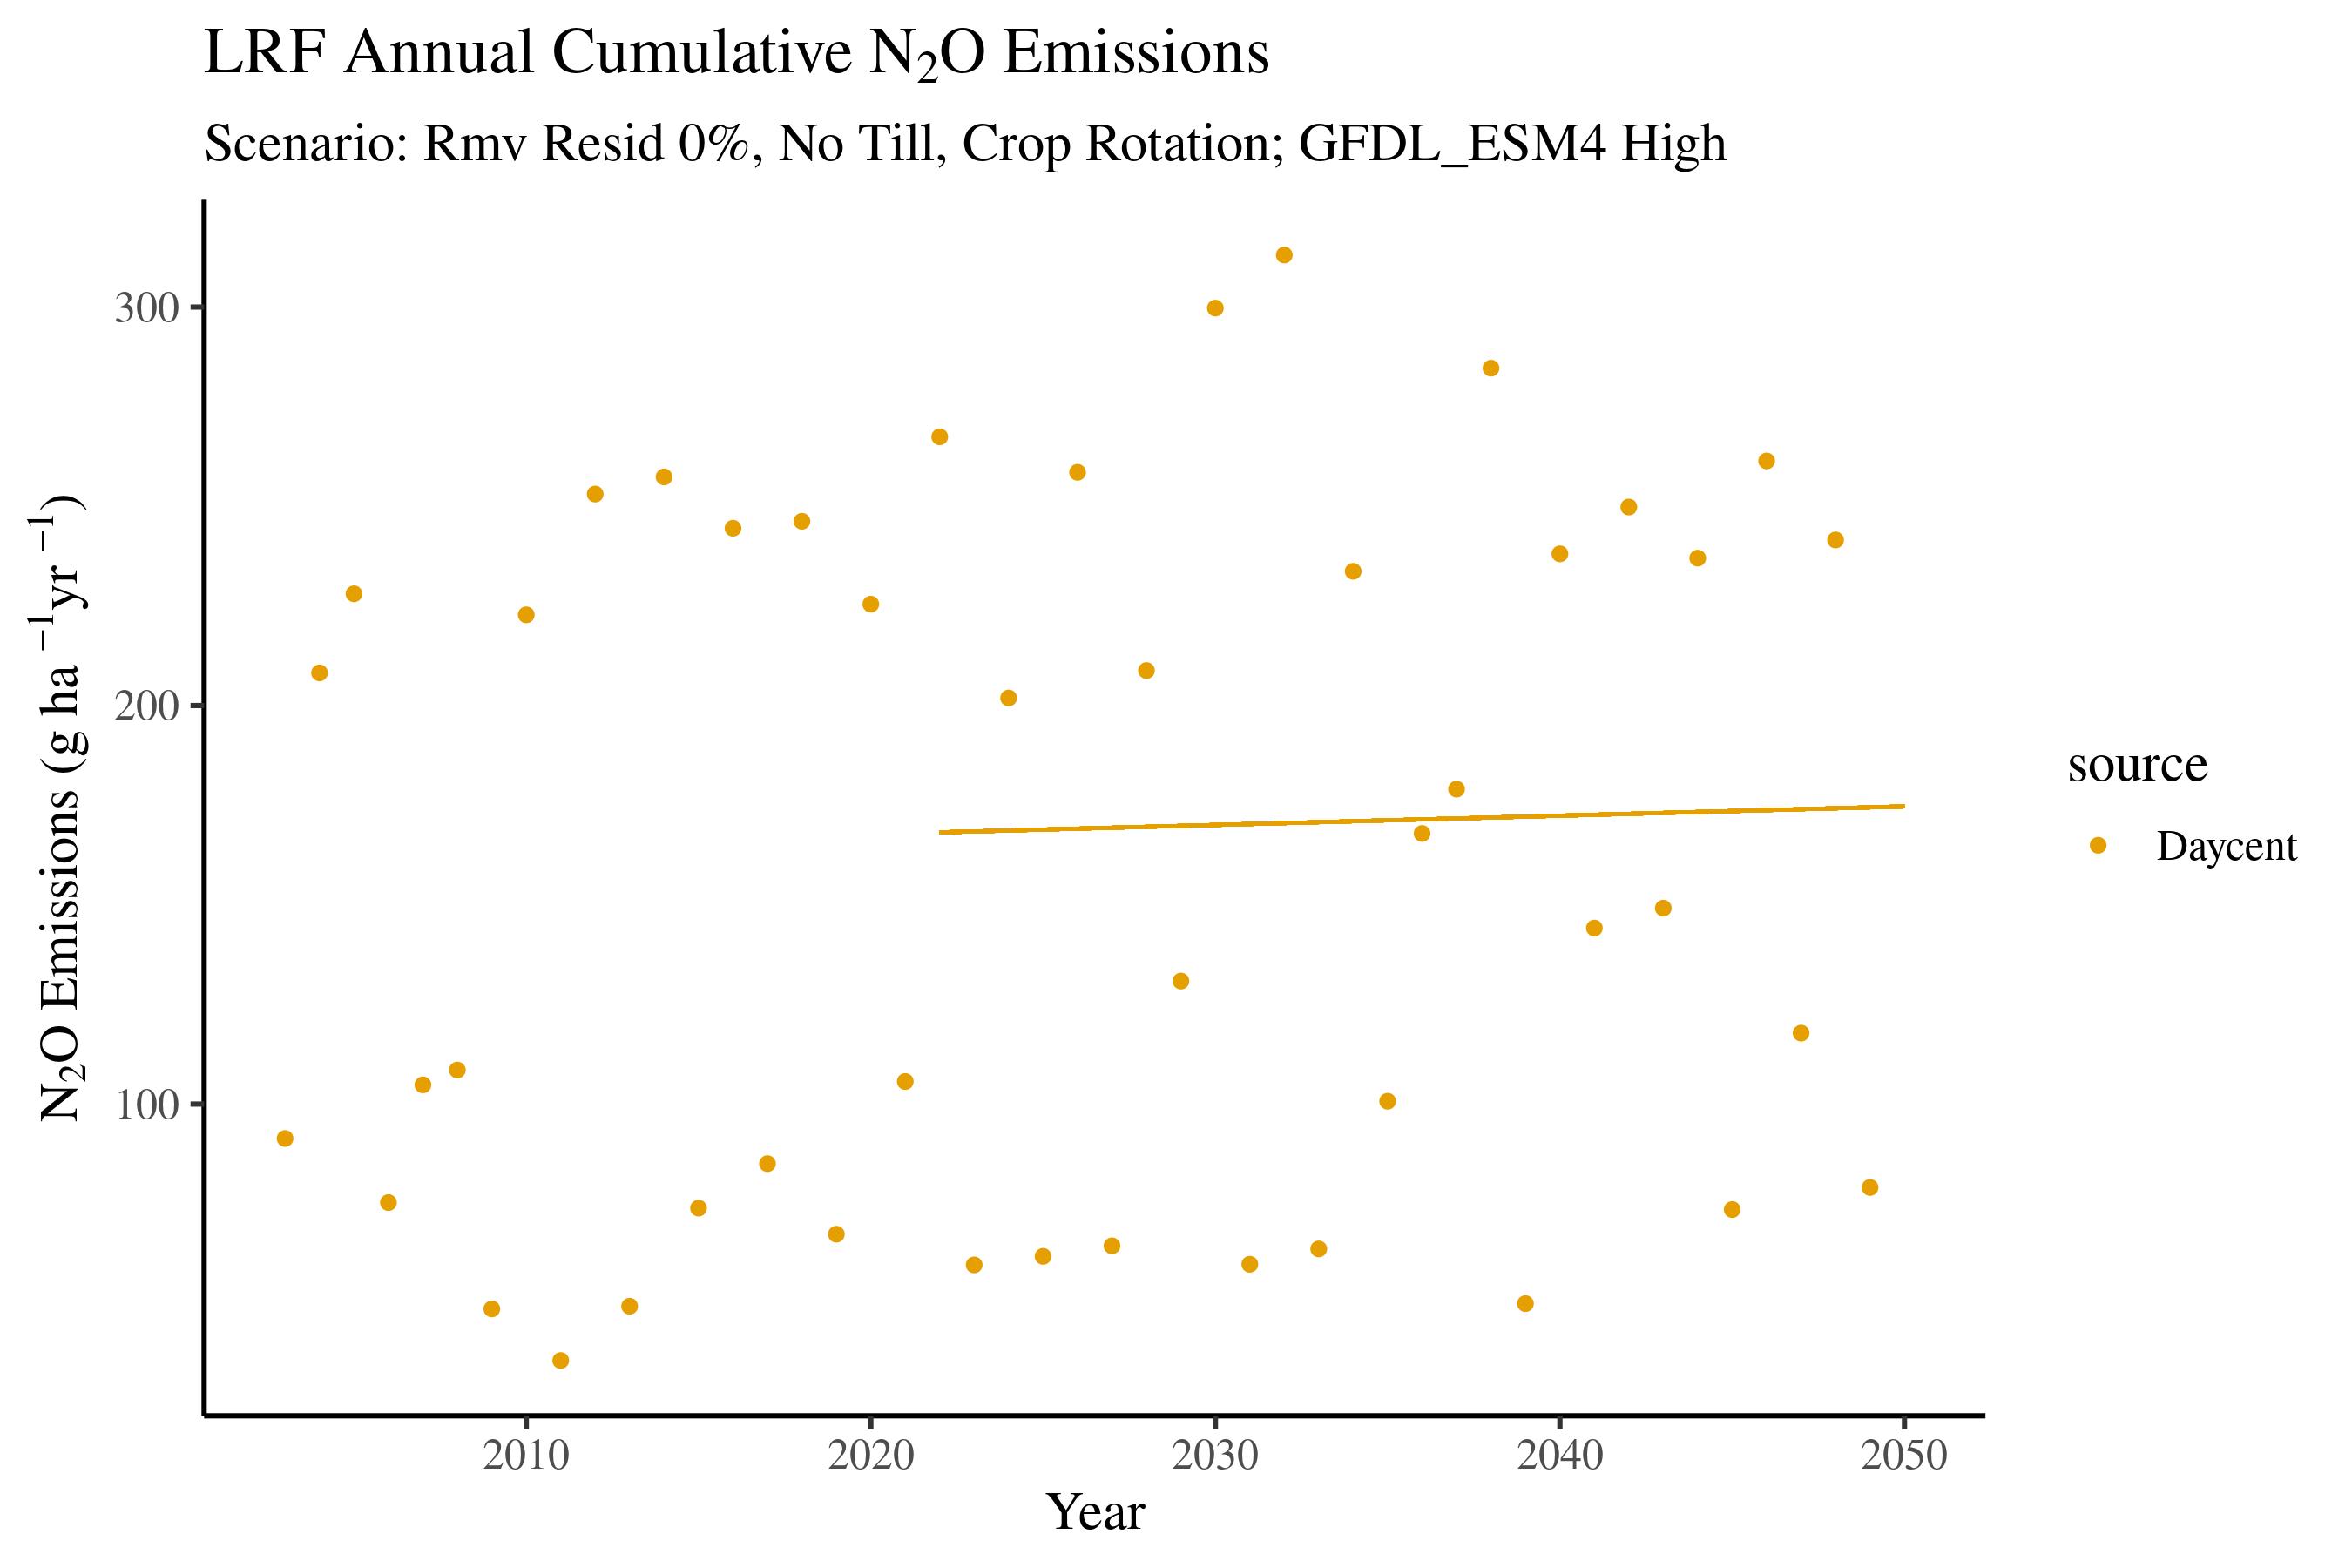 LRF Annual Cumulative N₂O Emissions
Scenario: Rmv Resid 0%, No Till, Crop Rotation; GFDL_ESM4 High
N₂O Emissions (g ha ⁻¹yr ⁻¹)
300
200
100
2010 2020 2030 2040 2050
Year
source
Daycent